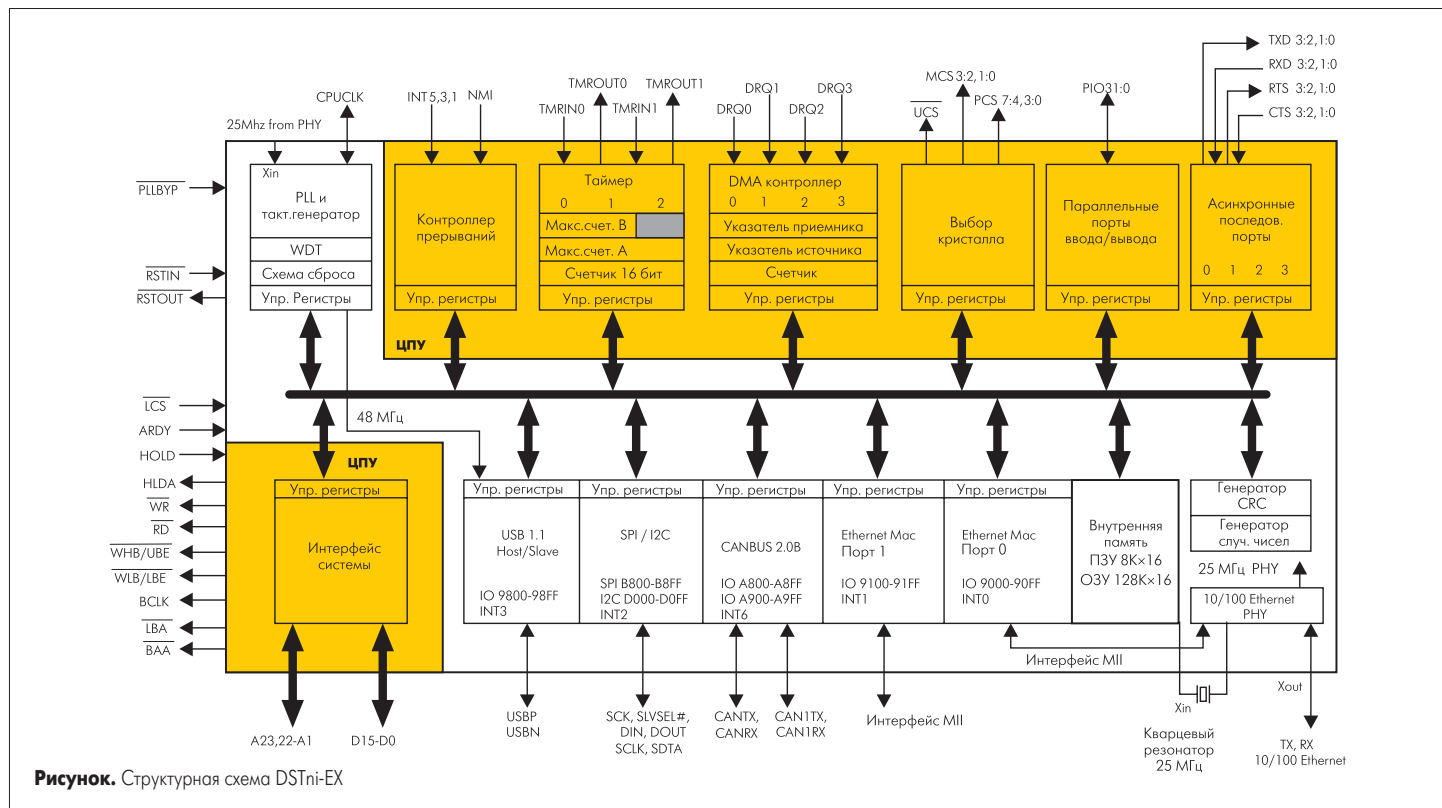 TXD 3:2,1:0
RXD 3:2,1:0
RTS 3:2,1:0
CTS 3:2,1:0
CPUCLK
25Mhz from PHY
INT5,3,1
NMI
TMROUT0
TMROUT1
TMRIN0
TMRIN1
DRQ1
DRQ3
DRQ0
DRQ2
MCS 3:2,1:0
UCS
PCS 7:4,3:0
PIO31:0
PLLBYP
RSTIN
RSTOUT
LCS
ARDY
HOLD
HLDA
WR
RD
WHB/UBE
WLB/LBE
BCLK
LBA
BAA
Xin
PLL и
такт.генератор
WDT
Схема сброса
Упр. Регистры
Контроллер
прерываний
Упр. регистры
Таймер
0 1 2
Макс.счет. B
Макс.счет. A
Счетчик 16 бит
Упр. регистры
DMA контроллер
0 1 2 3
Указатель приемника
Указатель источника
Счетчик
Упр. регистры
Выбор
кристалла
Упр. регистры
Параллельные
порты
ввода/вывода
Упр. регистры
Асинхронные
последов.
порты
0 1 2 3
Упр. регистры
ЦПУ
48 МГц
ЦПУ
Упр. регистры
Интерфейс
системы
Упр. регистры
USB 1.1
Host/Slave
IO 9800-98FF
INT3
Упр. регистры
SPI / I2C
SPI B800-B8FF
I2C D000-D0FF
INT2
Упр. регистры
CANBUS 2.0B
IO A800-A8FF
IO A900-A9FF
INT6
Упр. регистры
Ethernet Mac
Порт 1
IO 9100-91FF
INT1
Упр. регистры
Ethernet Mac
Порт 0
IO 9000-90FF
INT0
Внутренняя
память
ПЗУ 8К×16
ОЗУ 128К×16
Генератор
CRC
Генератор
случ. чисел
25 МГц PHY
10/100 Ethernet
PHY
Интерфейс MII
Xin
Xout
A23,22-A1
D15-D0
USBP
USBN
SCK, SLVSEL#,
DIN, DOUT
SCLK, SDTA
CANTX,
CANRX
CAN1TX,
CAN1RX
Интерфейс MII
Кварцевый
резонатор
25 МГц
TX, RX
10/100 Ethernet
Рисунок. Структурная схема DSTni-EX